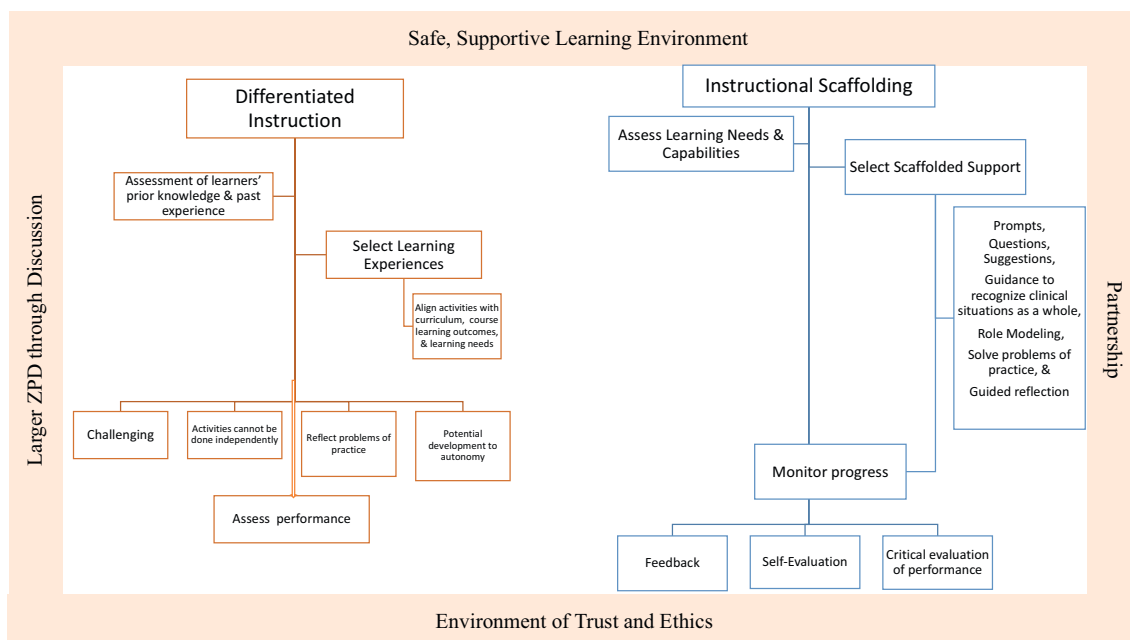 Safe, Supportive Learning Environment
Larger ZPD through Discussion
Differentiated
Instruction
Assessment of learners'
prior knowledge & past
experience
Select Learning
Experiences
Align activities with
curriculum, course
learning outcomes,
& learning needs
Challenging
Activities cannot be
done independently
Reflect problems of
practice
Potential
development to
autonomy
Assess performance
Instructional Scaffolding
Assess Learning Needs &
Capabilities
Select Scaffolded Support
Prompts,
Questions,
Suggestions,
Guidance to
recognize clinical
situations as a whole,
Role Modeling,
Solve problems of
practice, &
Guided reflection
Monitor progress
Feedback
Self-Evaluation
Critical evaluation
of performance
Partnership
Environment of Trust and Ethics